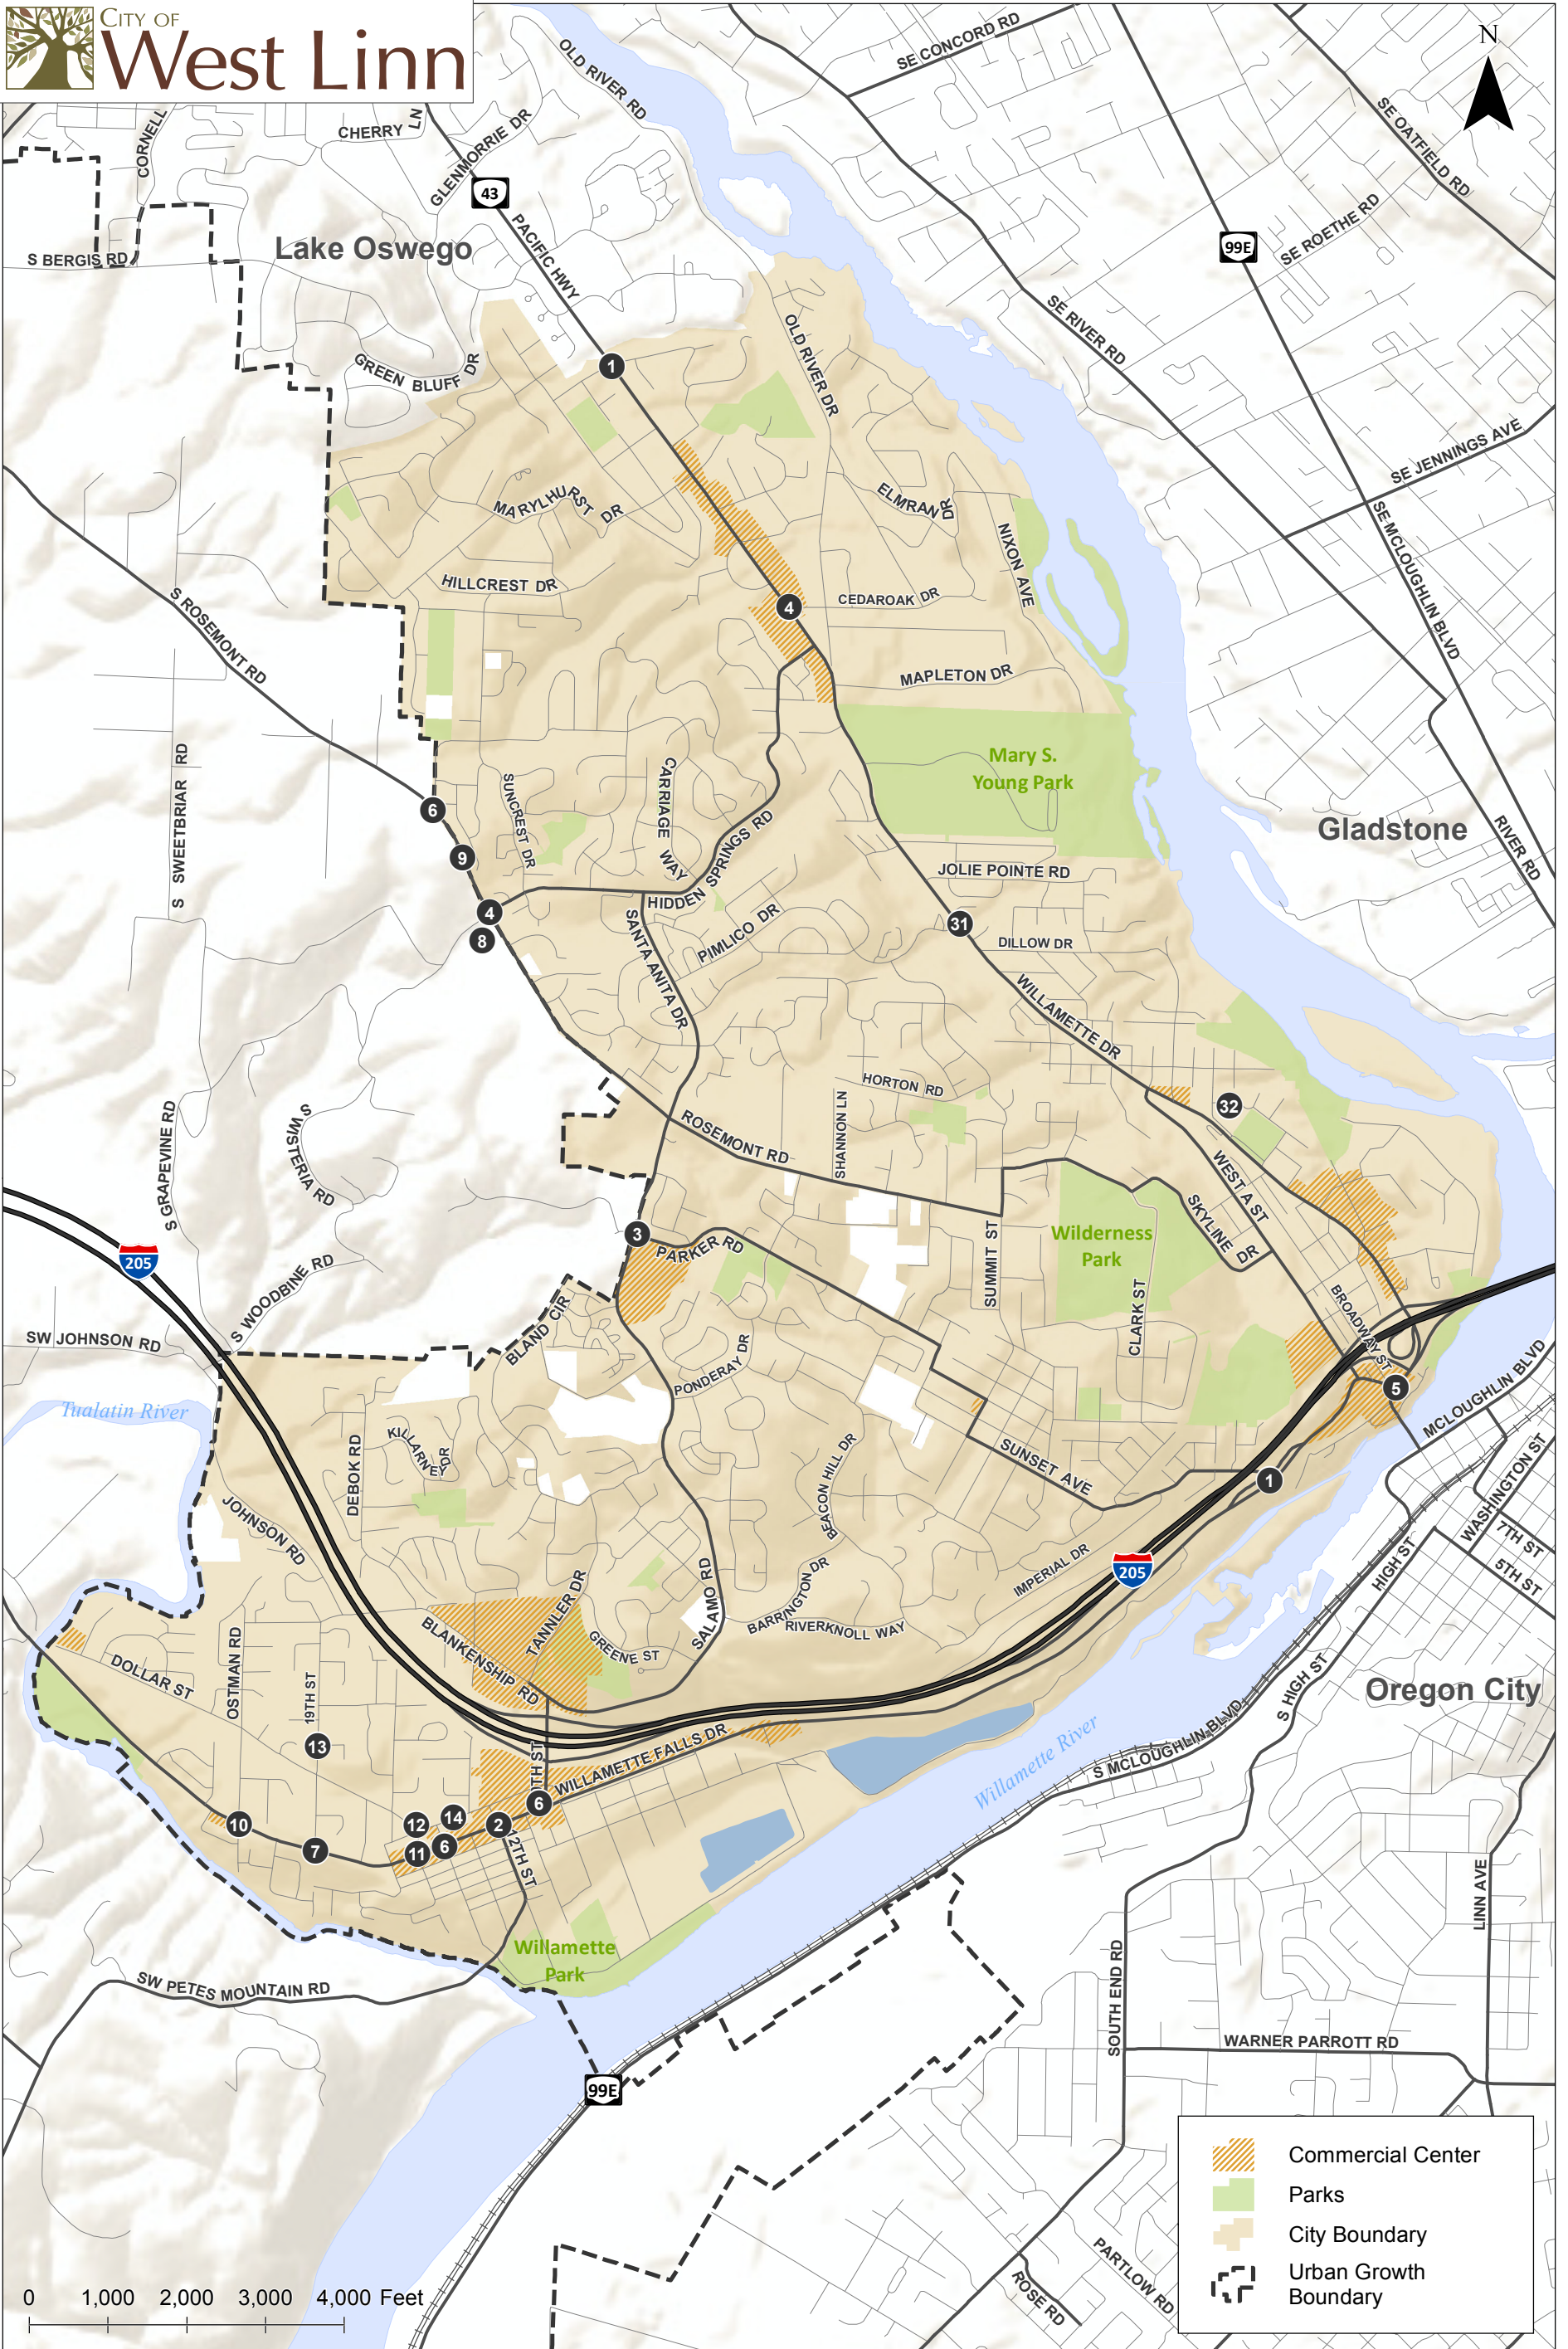 CITY OF
West Linn
N
OLD RIVER RD
SE CONCORD RD
SE OATFIELD RD
CORNELL
CHERRY LN
GLENMORRIE DR
43
PACIFIC HWY
99E
SE ROETHE RD
S BERGIS RD
Lake Oswego
SE RIVER RD
OLD RIVER DR
GREEN BLUFF DR
1
SE JENNINGS AVE
MARYLHURST DR
ELMRAN DR
NIXON AVE
SE MCLOUGHLIN BLVD
HILLCREST DR
CEDAROAK DR
4
S ROSEMONT RD
MAPLETON DR
Mary S.
Young Park
S SWEETBRIAR RD
SUNCREST DR
CARRIAGE WAY
6
HIDDEN SPRINGS RD
Gladstone
RIVER RD
9
JOLIE POINTE RD
4
8
SANTA ANITA DR
PIMLICO DR
31
DILLOW DR
WILLAMETTE DR
HORTON RD
32
S GRAPEVINE RD
S WISTERIA RD
ROSEMONT RD
SHANNON LN
WEST A ST
SKYLINE DR
3
PARKER RD
SUMMIT ST
Wilderness
Park
CLARK ST
205
S WOODBINE RD
BLAND CIR
BROADWAY ST
SW JOHNSON RD
PONDERAY DR
5
MCLOUGHLIN BLVD
Tualatin River
KILLARNEY DR
DEBOK RD
BEACON HILL DR
SUNSET AVE
1
WASHINGTON ST
JOHNSON RD
7TH ST
5TH ST
HIGH ST
IMPERIAL DR
205
SALAMO RD
BARRINGTON DR
TANNLER DR
BLANKENSHIP RD
GREENE ST
RIVERKNOLL WAY
OSTMAN RD
DOLLAR ST
19TH ST
S HIGH ST
Oregon City
13
WILLAMETTE FALLS DR
Willamette River
S MCLOUGHLIN BLVD
TH ST
6
10
12
14
2
7
11
6
12TH ST
LINN AVE
Willamette
Park
SW PETES MOUNTAIN RD
SOUTH END RD
WARNER PARROTT RD
99E
PARTLOW RD
ROSE RD
Commercial Center
Parks
City Boundary
Urban Growth
Boundary
0 1,000 2,000 3,000 4,000 Feet